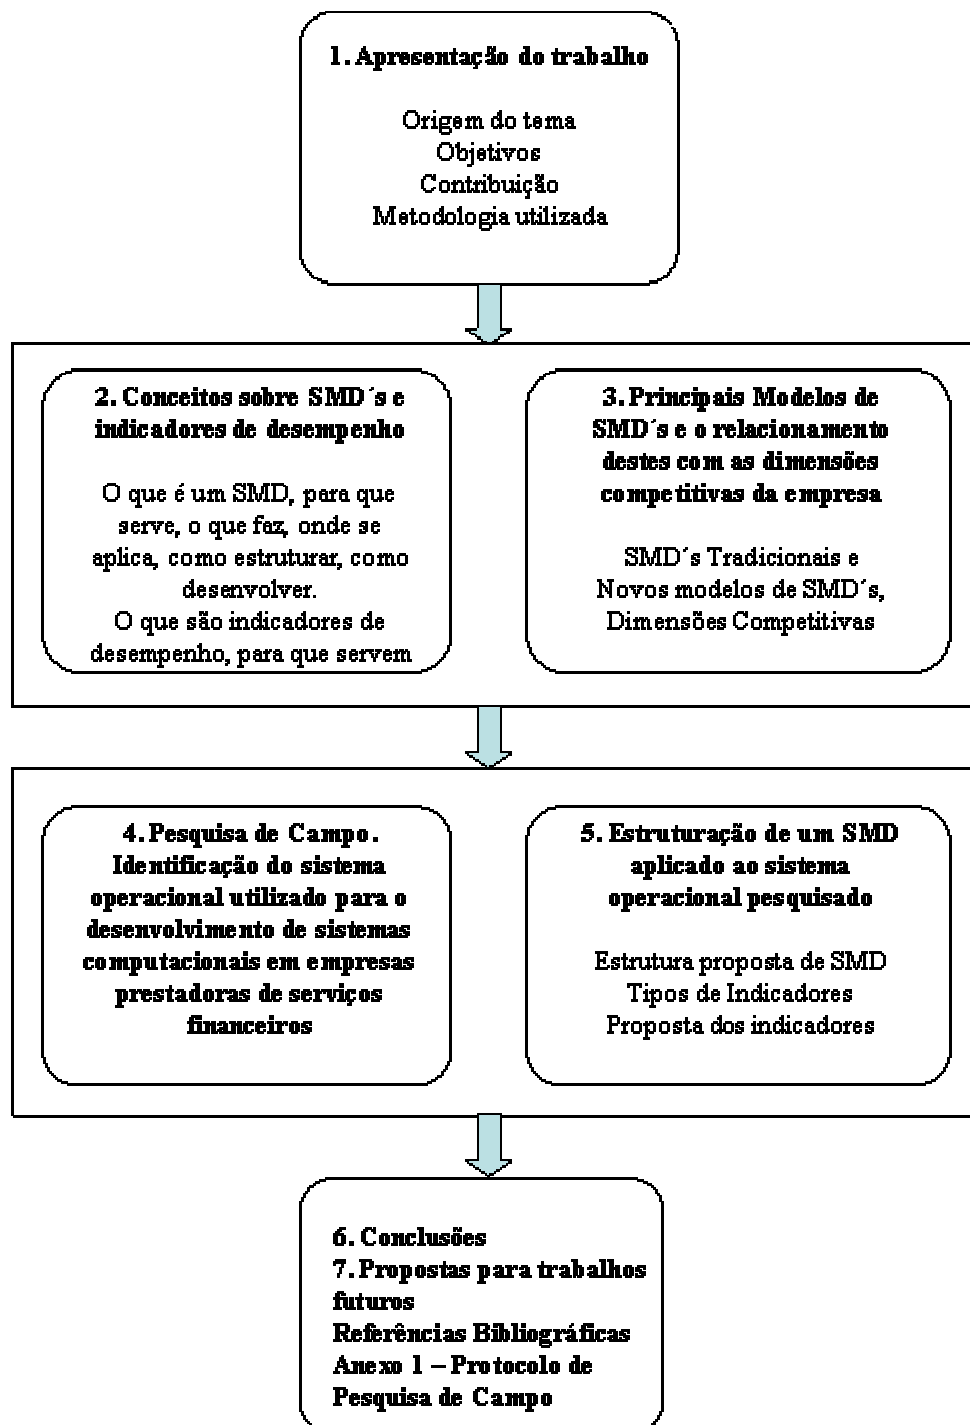 1. Apresentação do trabalho
Origem do tema
Objetivos
Contribuição
Metodologia utilizada
2. Conceitos sobre SMD´s e
indicadores de desempenho
O que é um SMD, para que
serve, o que faz, onde se
aplica, como estruturar, como
desenvolver.
O que são indicadores de
desempenho, para que servem
3. Principais Modelos de
SMD´s e o relacionamento
destes com as dimensões
competitivas da empresa
SMD´s Tradicionais e
Novos modelos de SMD´s,
Dimensões Competitivas
4. Pesquisa de Campo.
Identificação do sistema
operacional utilizado para o
desenvolvimento de sistemas
computacionais em empresas
prestadoras de serviços
financeiros
5. Estruturação de um SMD
aplicado ao sistema
operacional pesquisado
Estrutura proposta de SMD
Tipos de Indicadores
Proposta dos indicadores
6. Conclusões
7. Propostas para trabalhos
futuros
Referências Bibliográficas
Anexo 1 – Protocolo de
Pesquisa de Campo